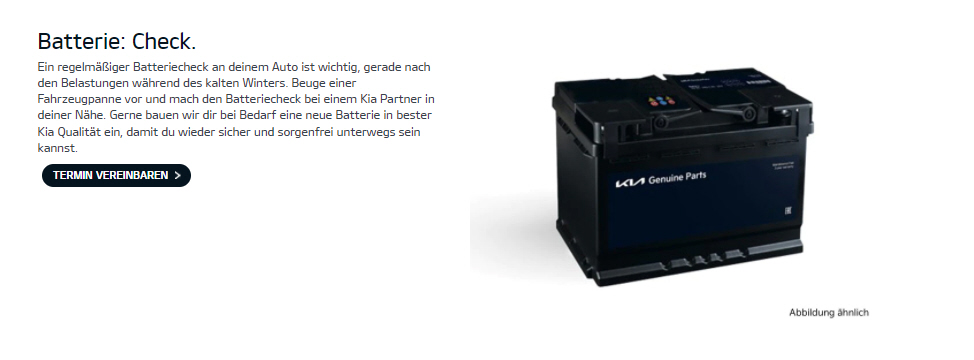 Batterie: Check.
Ein regelmäßiger Batteriecheck an deinem Auto ist wichtig, gerade nach
den Belastungen während des kalten Winters. Beuge einer
Fahrzeugpanne vor und mach den Batteriecheck bei einem Kia Partner in
deiner Nähe. Gerne bauen wir dir bei Bedarf eine neue Batterie in bester
Kia Qualität ein, damit du wieder sicher und sorgenfrei unterwegs sein
kannst.
TERMIN VEREINBAREN >
KIA Genuine Parts
Abbildung ähnlich